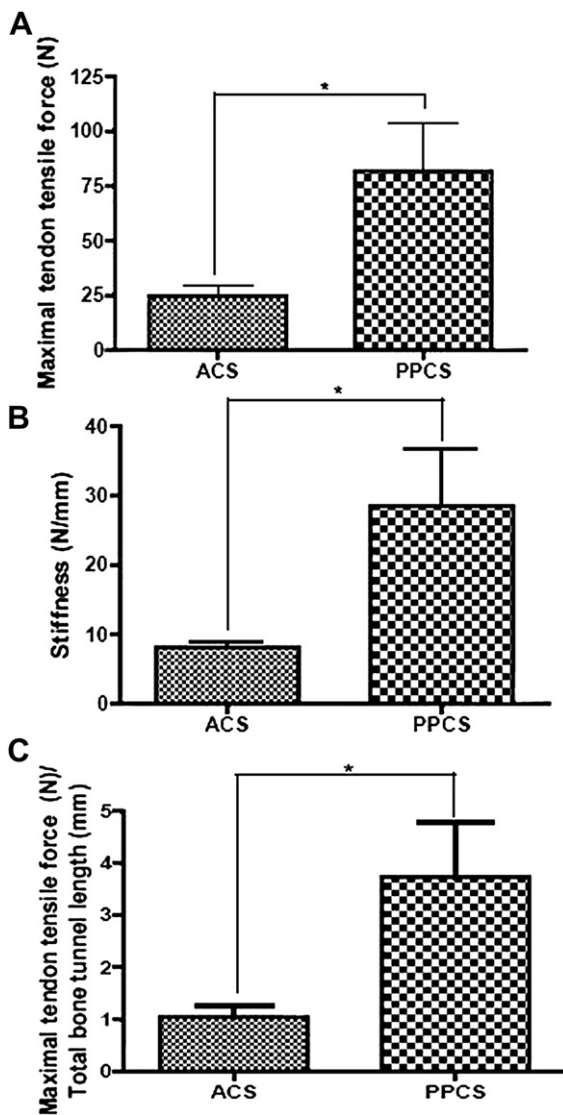 A
Maximal tendon tensile force (N)
125
100
75
50
25
0
*
ACS PPCS
B
Stiffness (N/mm)
40
30
20
10
0
*
ACS PPCS
C
Maximal tendon tensile force (N)/
Total bone tunnel length (mm)
5
4
3
2
1
0
*
ACS PPCS